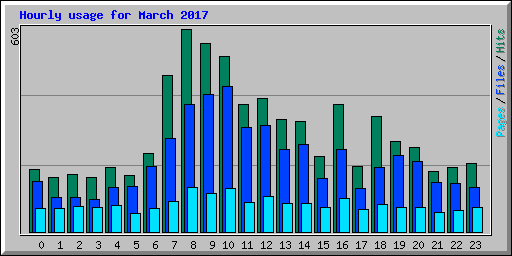 Hourly usage for March 2017
603
Pages / Files / Hits
0 1 2 3 4 5 6 7 8 9 10 11 12 13 14 15 16 17 18 19 20 21 22 23